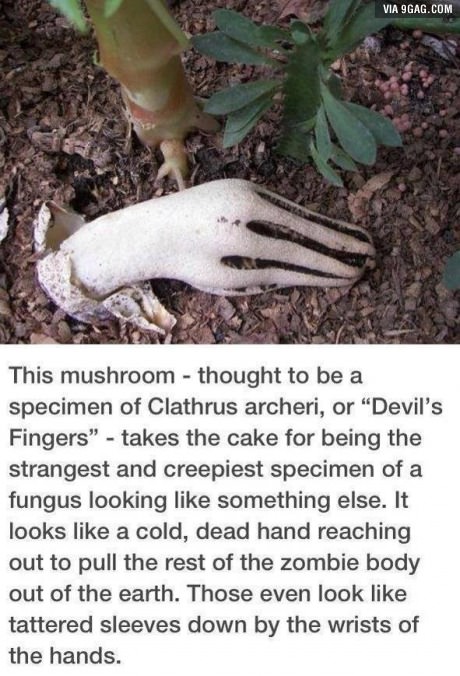 VIA 9GAG.COM
This mushroom - thought to be a
specimen of Clathrus archeri, or “Devil’s
Fingers” - takes the cake for being the
strangest and creepiest specimen of a
fungus looking like something else. It
looks like a cold, dead hand reaching
out to pull the rest of the zombie body
out of the earth. Those even look like
tattered sleeves down by the wrists of
the hands.